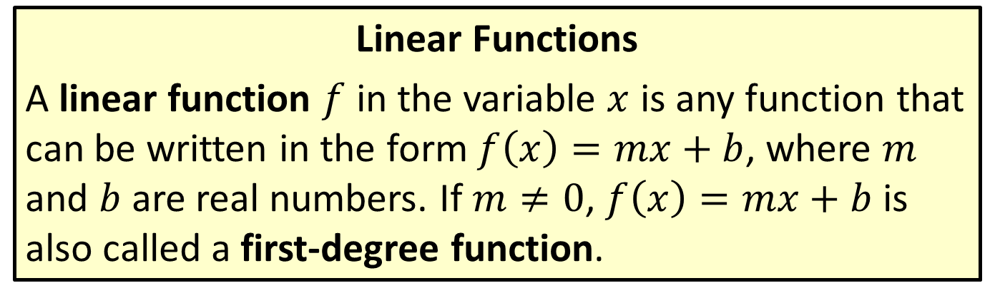 Linear Functions
A linear function f in the variable x is any function that
can be written in the form f(x) = mx + b, where m
and b are real numbers. If m ≠ 0, f(x) = mx + b is
also called a first-degree function.